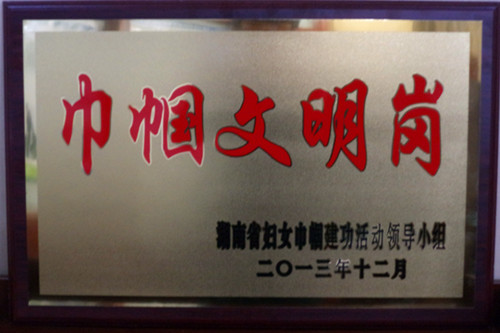 巾帼文明岗
湖南省妇女巾帼建功活动领导小组
二〇一三年十二月